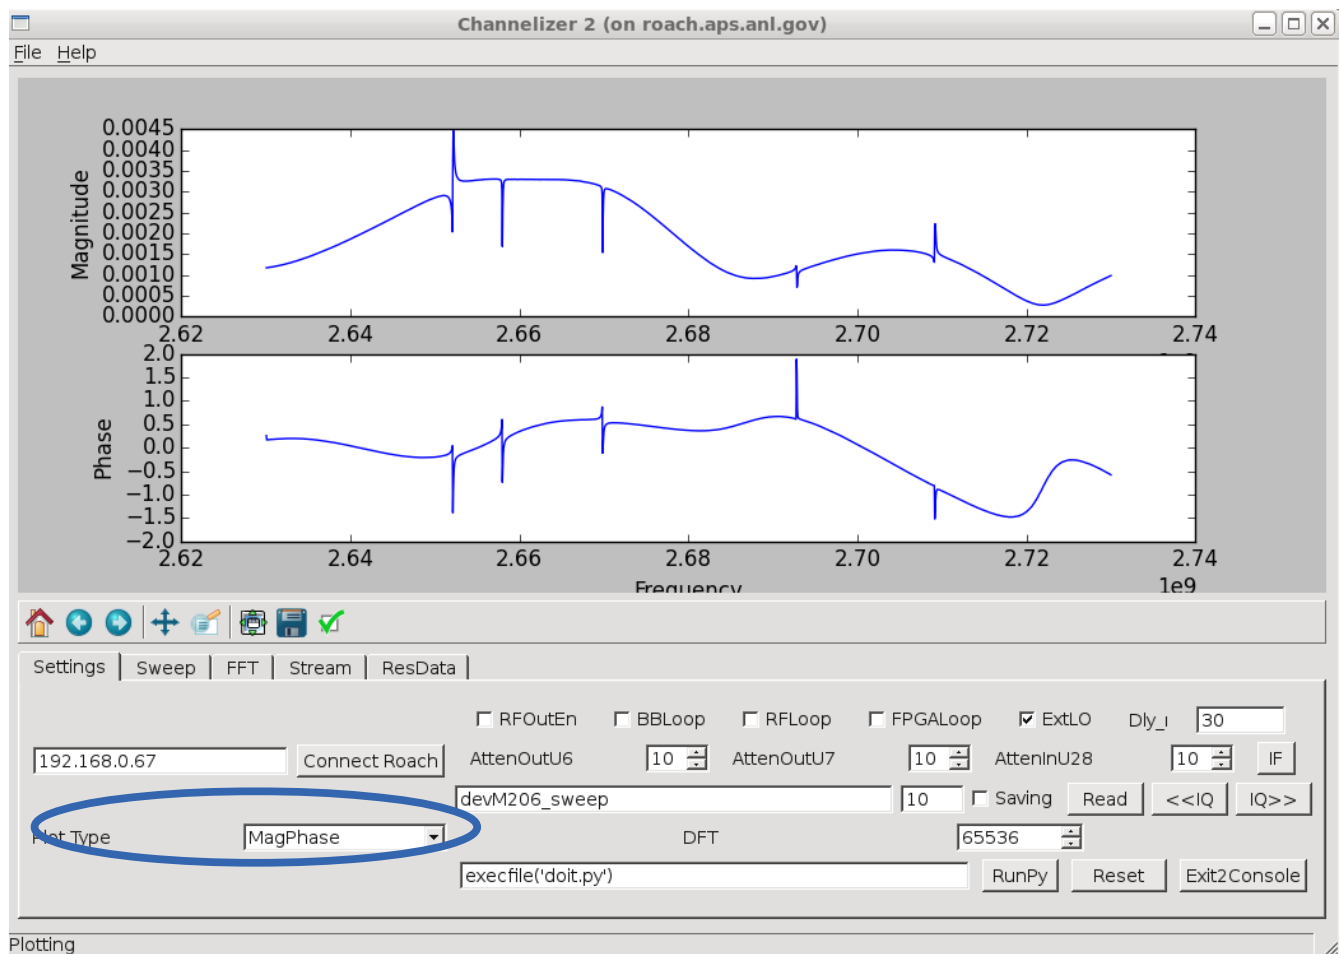 Channelizer 2 (on roach.aps.anl.gov)
File Help
0.0045
0.0040
0.0035
0.0030
0.0025
0.0020
0.0015
0.0010
0.0005
0.0000
Magnitude
2.62 2.64 2.66 2.68 2.70 2.72 2.74
2.0
1.5
1.0
0.5
0.0
−0.5
−1.0
−1.5
−2.0
Phase
2.62 2.64 2.66 2.68 2.70 2.72 2.74
Frequency
1e9
Settings Sweep FFT Stream ResData
RFOutEn BBLoop RFLoop FPGALoop ExtLO Dly_ 30
192.168.0.67 Connect Roach AttenOutU6 10 AttenOutU7 10 AttenInU28 10 IF
devM206_sweep 10 Saving Read <<IQ IQ>>
Plot Type MagPhase DFT 65536
execfile('doit.py') RunPy Reset Exit2Console
Plotting